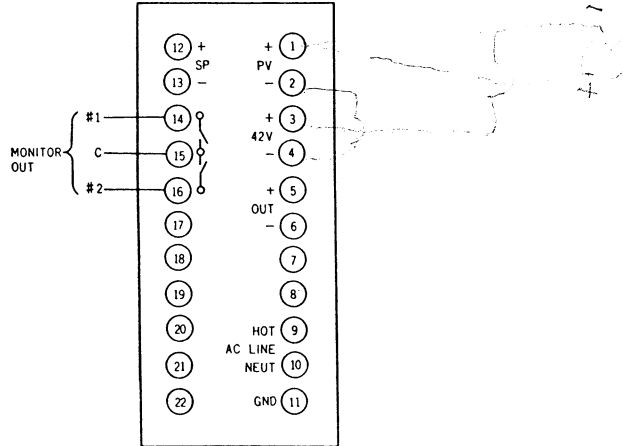 12 + + 1
SP PV
13 - - 2
#1 14 + 3
42V
MONITOR OUT C 15 - 4
#2 16 + 5
OUT
17 - 6
18 7
19 8
20 HOT 9
AC LINE
21 NEUT 10
22 GND 11